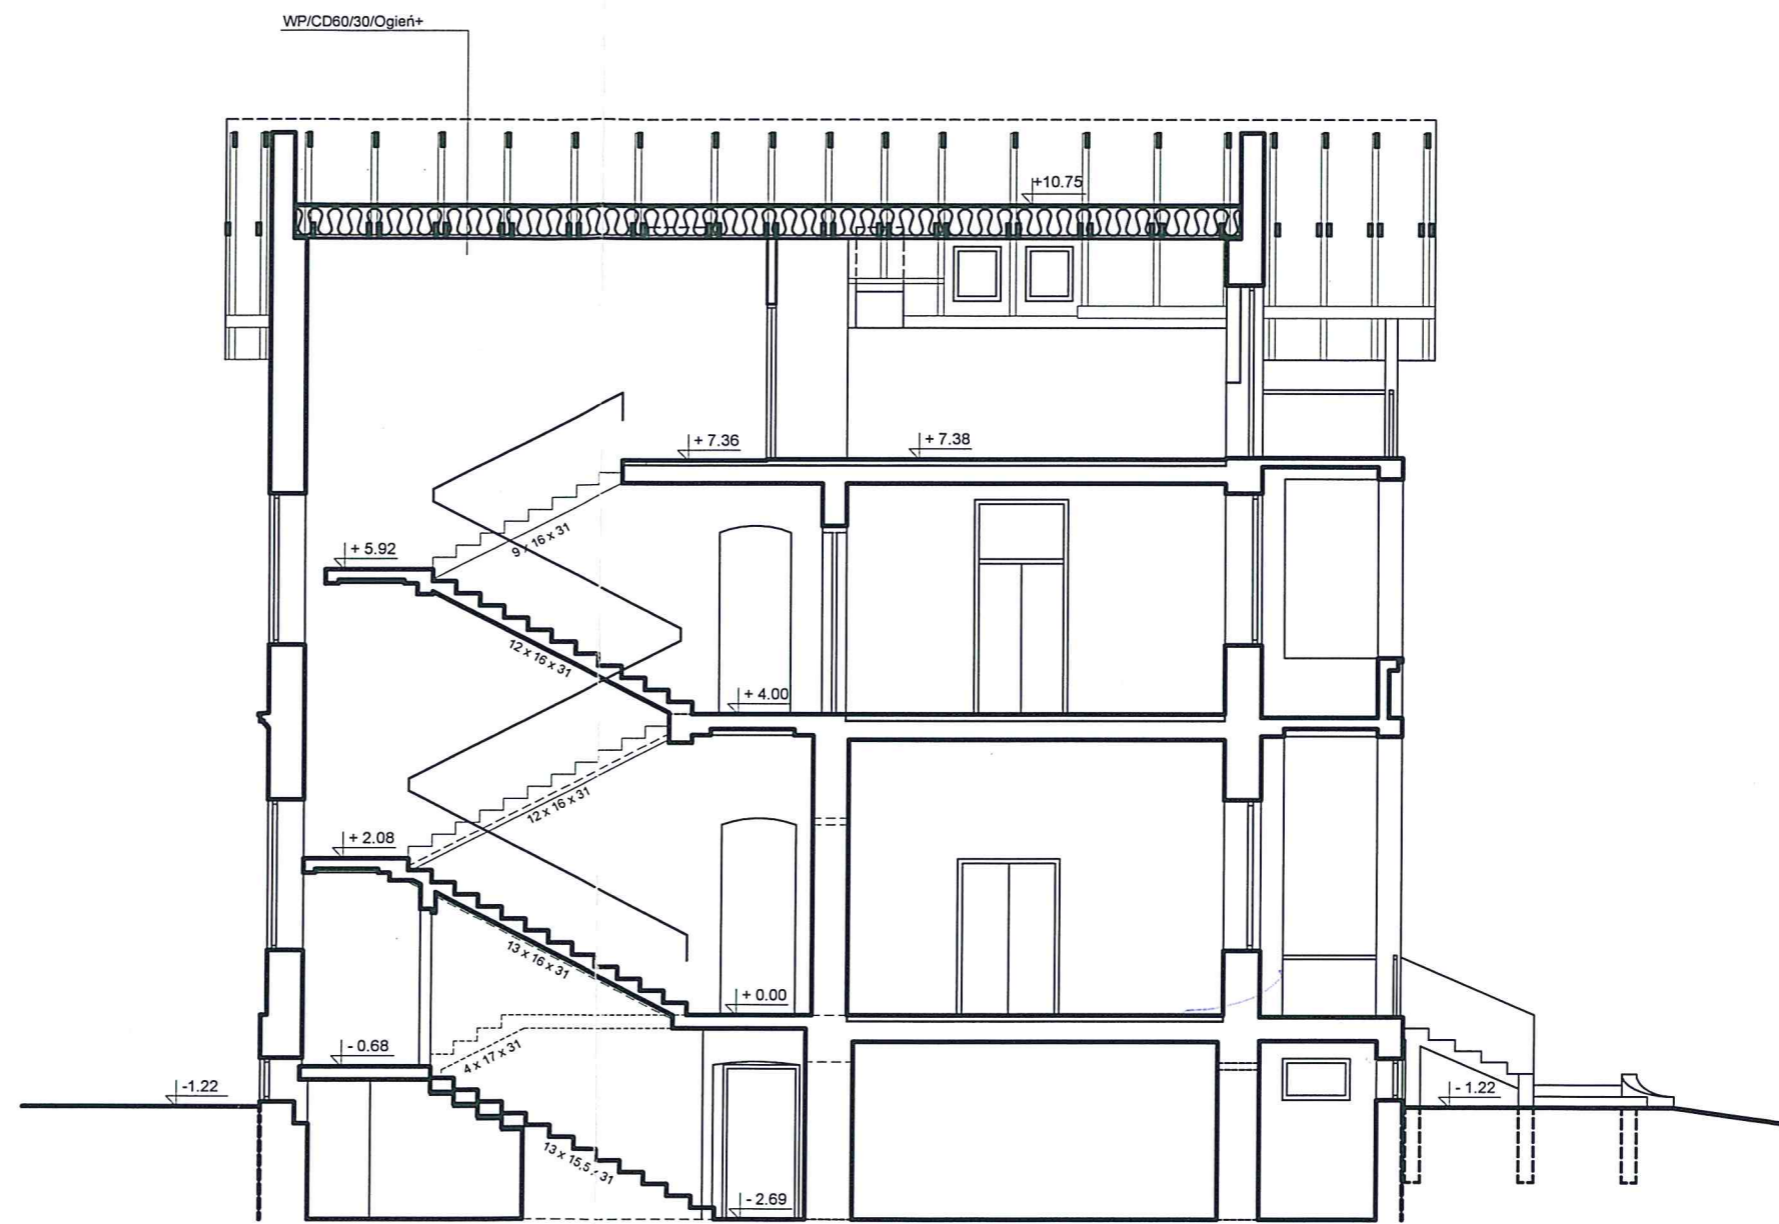 WP/CD60/30/Ogień+
+10.75
+ 7.36
+ 7.38
9 x 16 x 31
+ 5.92
12 x 16 x 31
+ 4.00
12 x 16 x 31
+ 2.08
13 x 16 x 31
+ 0.00
- 0.68
4 x 17 x 31
-1.22
- 1.22
13 x 15,5 x 31
- 2.69